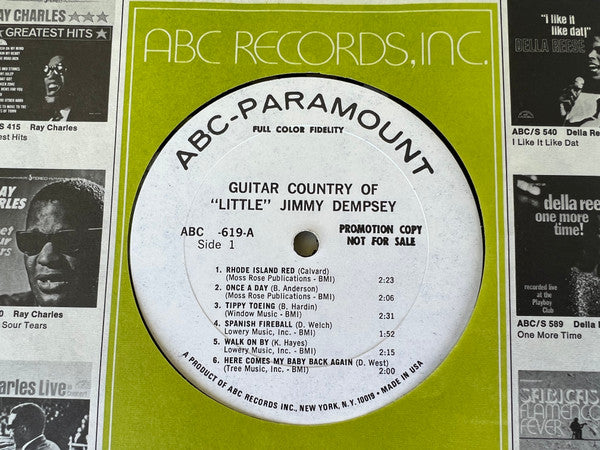 RAY CHARLES
GREATEST HITS
S 415 Ray Charles
test Hits
AY
RLES
Ray Charles
Sour Tears
arles Live
ABC RECORDS, INC.
ABC-PARAMOUNT
FULL COLOR FIDELITY
GUITAR COUNTRY OF
"LITTLE" JIMMY DEMPSEY
ABC -619-A
Side 1
PROMOTION COPY
NOT FOR SALE
1. RHODE ISLAND RED (Calvard)
(Moss Rose Publications - BMI) 2:23
2. ONCE A DAY (B. Anderson)
(Moss Rose Publications - BMI) 2:06
3. TIPPY TOEING (B. Hardin)
(Window Music - BMI) 2:31
4. SPANISH FIREBALL (D. Welch)
Lowery Music, Inc. - BMI) 1:52
5. WALK ON BY (K. Hayes)
Lowery Music, Inc. - BMI) 2:15
6. HERE COMES MY BABY BACK AGAIN (D. West)
(Tree Music, Inc. - BMI) 2:00
A PRODUCT OF ABC RECORDS INC., NEW YORK, N.Y. 10019 • MADE IN USA
"i like it
like dat!"
DELLA REESE
ABC/S 540 Della Re
I Like It Like Dat
della ree
one more
time!
recorded live
at the
Playboy
Club
ABC/S 589 Della
One More Time
SABICAS
FLAMENCO
FEVER